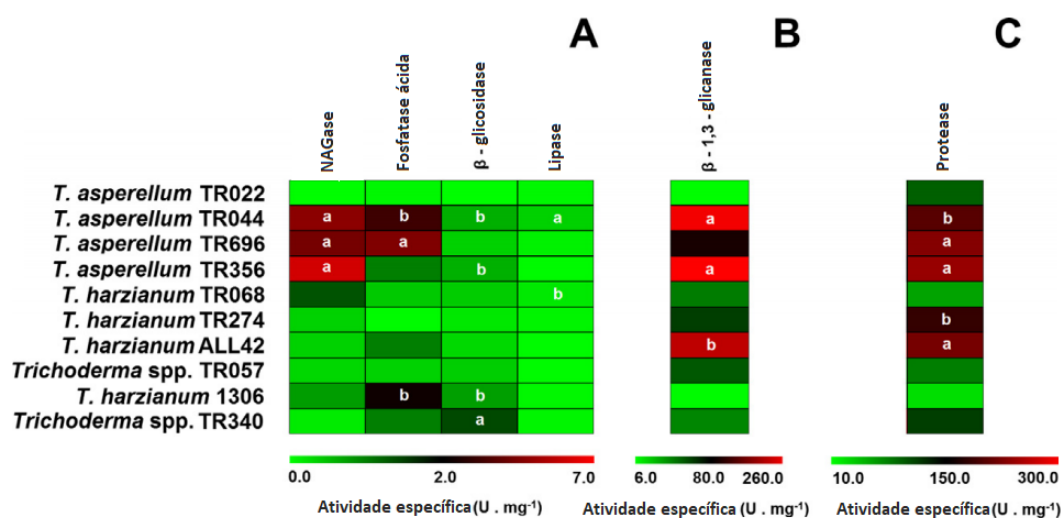 A
B
C
NAGase
Fosfatase ácida
β - glicosidase
Lipase
β - 1,3 - glicanase
Protease
T. asperellum TR022
T. asperellum TR044 a b b a a b
T. asperellum TR696 a a a
T. asperellum TR356 a b a a
T. harzianum TR068 b
T. harzianum TR274 b
T. harzianum ALL42 b a
Trichoderma spp. TR057
T. harzianum 1306 b b
Trichoderma spp. TR340 a
0.0 2.0 7.0
6.0 80.0 260.0
10.0 150.0 300.0
Atividade específica (U . mg-1)
Atividade específica (U . mg-1)
Atividade específica (U . mg-1)